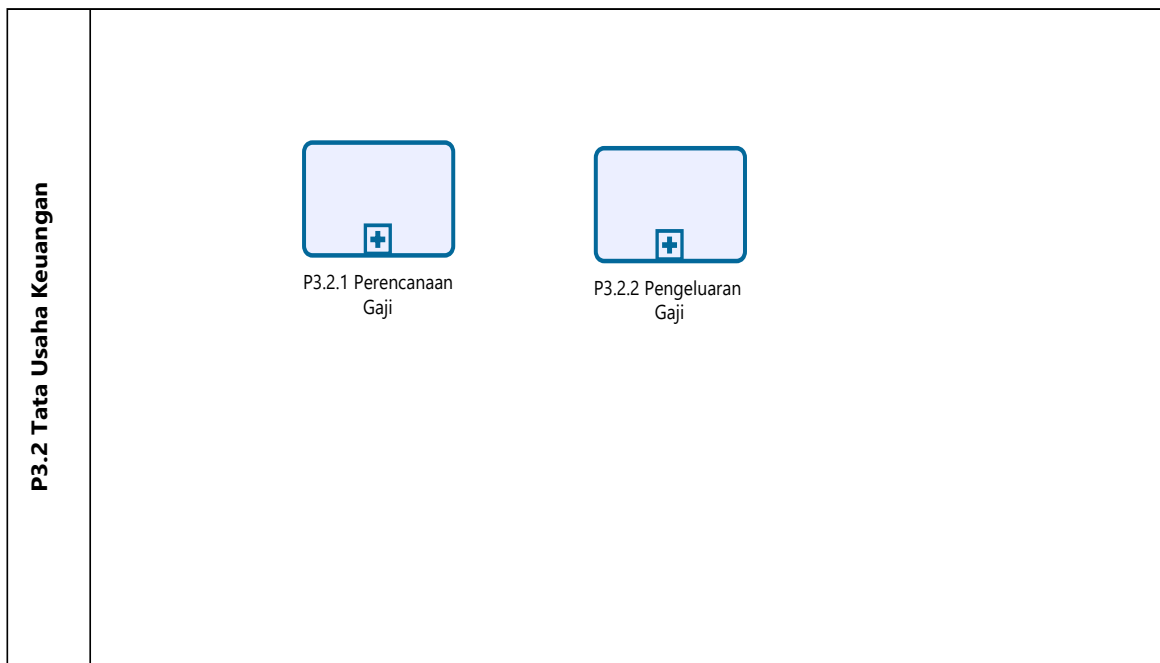 P3.2 Tata Usaha Keuangan
P3.2.1 Perencanaan
Gaji
P3.2.2 Pengeluaran
Gaji